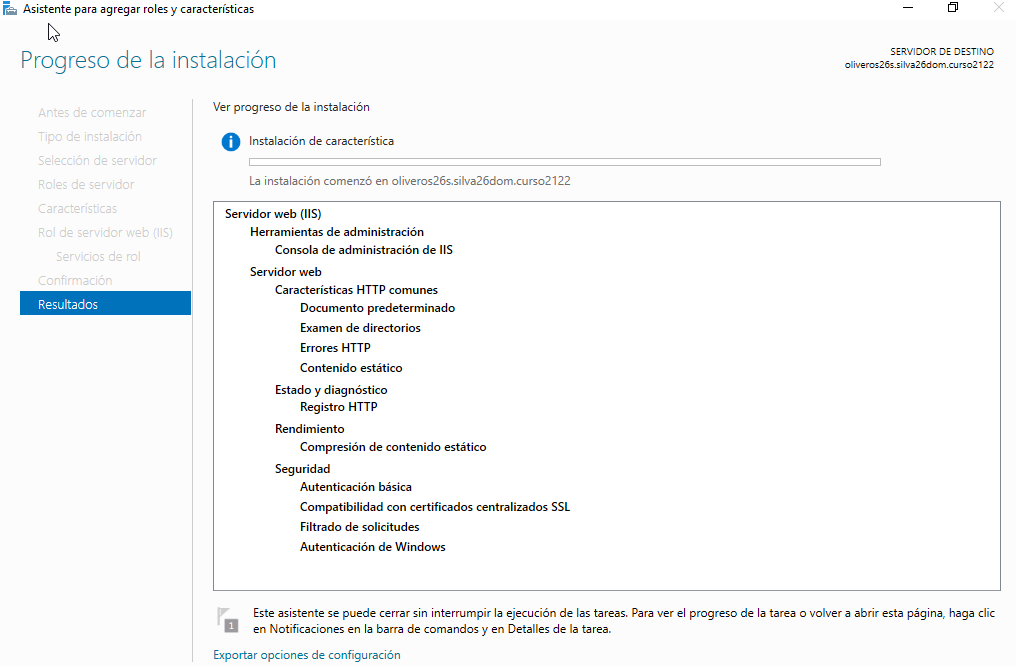 Asistente para agregar roles y características
Progreso de la instalación
SERVIDOR DE DESTINO
oliveros26s.silva26dom.curso2122
Antes de comenzar
Tipo de instalación
Selección de servidor
Roles de servidor
Características
Rol de servidor web (IIS)
Servicios de rol
Confirmación
Resultados
Ver progreso de la instalación
Instalación de característica
La instalación comenzó en oliveros26s.silva26dom.curso2122
Servidor web (IIS)
Herramientas de administración
Consola de administración de IIS
Servidor web
Características HTTP comunes
Documento predeterminado
Examen de directorios
Errores HTTP
Contenido estático
Estado y diagnóstico
Registro HTTP
Rendimiento
Compresión de contenido estático
Seguridad
Autenticación básica
Compatibilidad con certificados centralizados SSL
Filtrado de solicitudes
Autenticación de Windows
1
Este asistente se puede cerrar sin interrumpir la ejecución de las tareas. Para ver el progreso de la tarea o volver a abrir esta página, haga clic
en Notificaciones en la barra de comandos y en Detalles de la tarea.
Exportar opciones de configuración